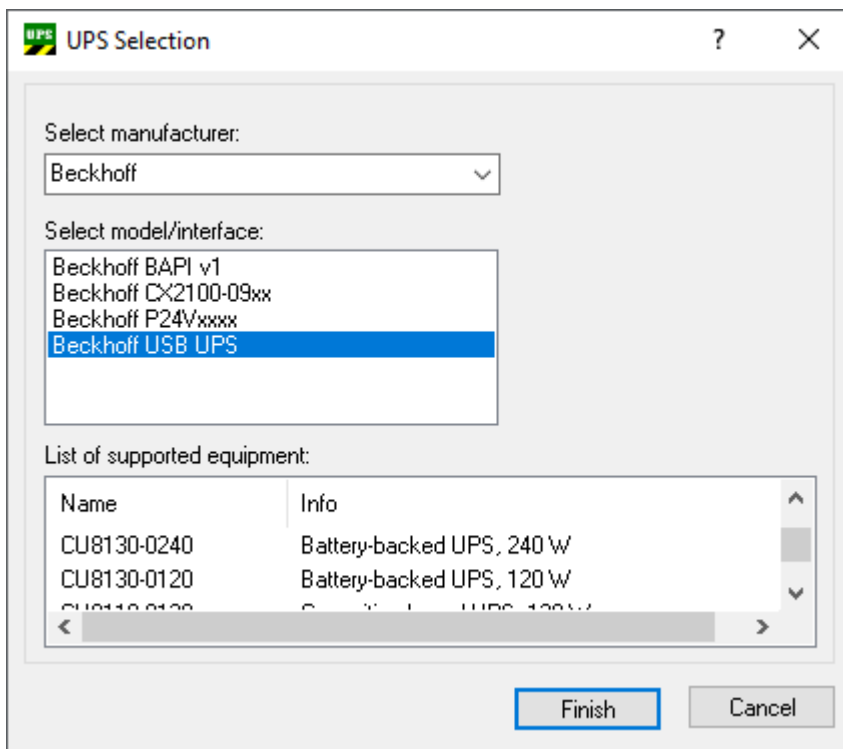 UPS UPS Selection ?
Select manufacturer:
Beckhoff
Select model/interface:
Beckhoff BAPI v1
Beckhoff CX2100-09xx
Beckhoff P24Vxxxx
Beckhoff USB UPS
List of supported equipment:
Name Info
CU8130-0240 Battery-backed UPS, 240 W
CU8130-0120 Battery-backed UPS, 120 W
Finish Cancel